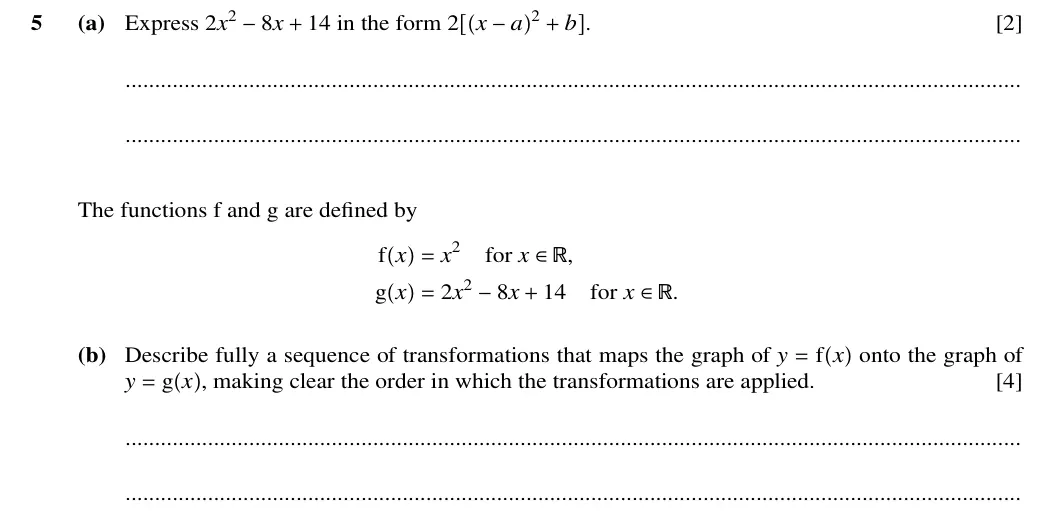 5 (a) Express 2x² – 8x + 14 in the form 2[(x – a)² + b]. [2]
................................................................................
................................................................................
The functions f and g are defined by
f(x) = x² for x ∈ ℝ,
g(x) = 2x² – 8x + 14 for x ∈ ℝ.
(b) Describe fully a sequence of transformations that maps the graph of y = f(x) onto the graph of
y = g(x), making clear the order in which the transformations are applied. [4]
................................................................................
................................................................................